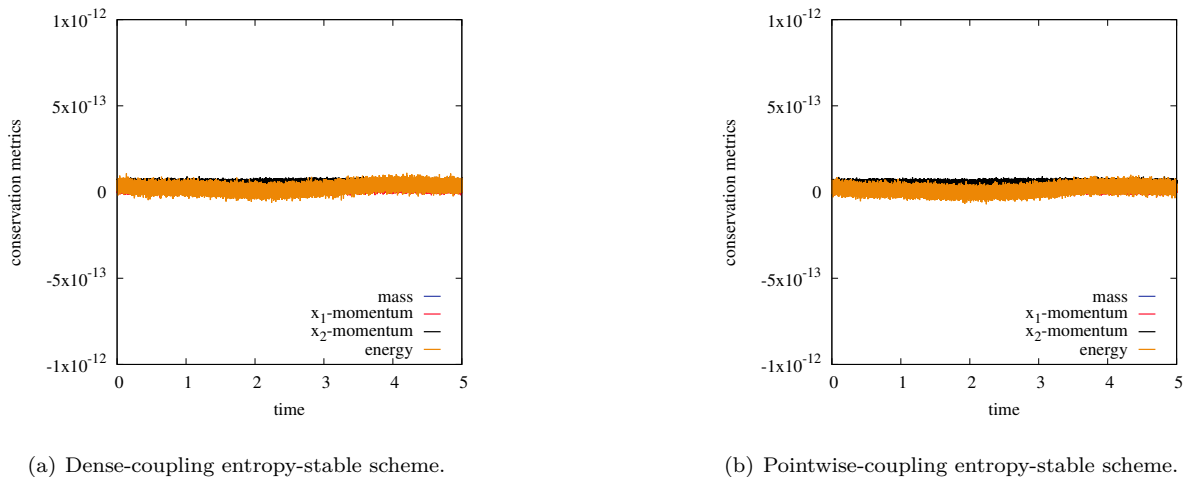 1x10⁻¹²
5x10⁻¹³
0
-5x10⁻¹³
-1x10⁻¹²
conservation metrics
mass
x₁-momentum
x₂-momentum
energy
0 1 2 3 4 5
time
(a) Dense-coupling entropy-stable scheme.
1x10⁻¹²
5x10⁻¹³
0
-5x10⁻¹³
-1x10⁻¹²
conservation metrics
mass
x₁-momentum
x₂-momentum
energy
0 1 2 3 4 5
time
(b) Pointwise-coupling entropy-stable scheme.